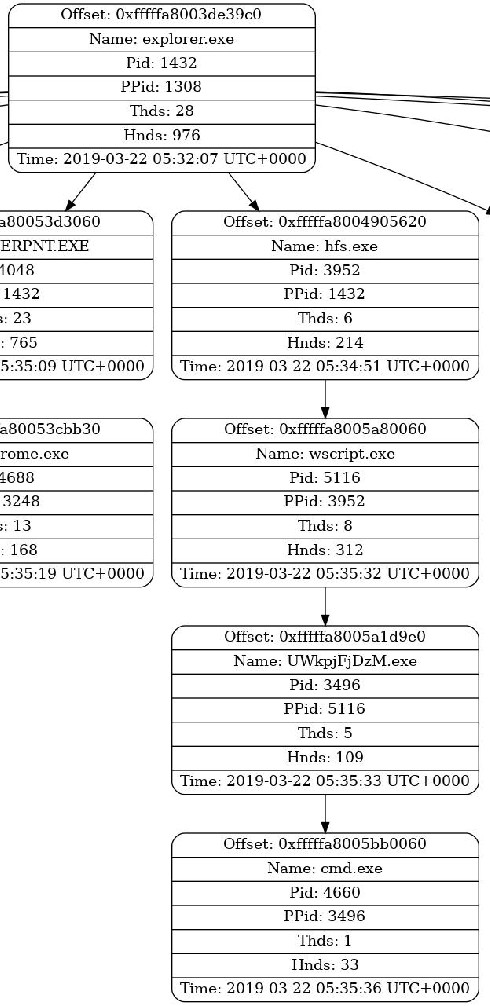 Offset: 0xfffffa8003de39c0
Name: explorer.exe
Pid: 1432
PPid: 1308
Thds: 28
Hnds: 976
Time: 2019-03-22 05:32:07 UTC+0000
a80053d3060
ERPNT.EXE
4048
1432
s: 23
: 765
5:35:09 UTC+0000
Offset: 0xfffffa8004905620
Name: hfs.exe
Pid: 3952
PPid: 1432
Thds: 6
Hnds: 214
Time: 2019-03-22 05:34:51 UTC+0000
a80053cbb30
rome.exe
4688
3248
s: 13
: 168
5:35:19 UTC+0000
Offset: 0xfffffa8005a80060
Name: wscript.exe
Pid: 5116
PPid: 3952
Thds: 8
Hnds: 312
Time: 2019-03-22 05:35:32 UTC+0000
Offset: 0xfffffa8005a1d9e0
Name: UWkpjFjDzM.exe
Pid: 3496
PPid: 5116
Thds: 5
Hnds: 109
Time: 2019-03-22 05:35:33 UTC+0000
Offset: 0xfffffa8005bb0060
Name: cmd.exe
Pid: 4660
PPid: 3496
Thds: 1
Hnds: 33
Time: 2019-03-22 05:35:36 UTC+0000